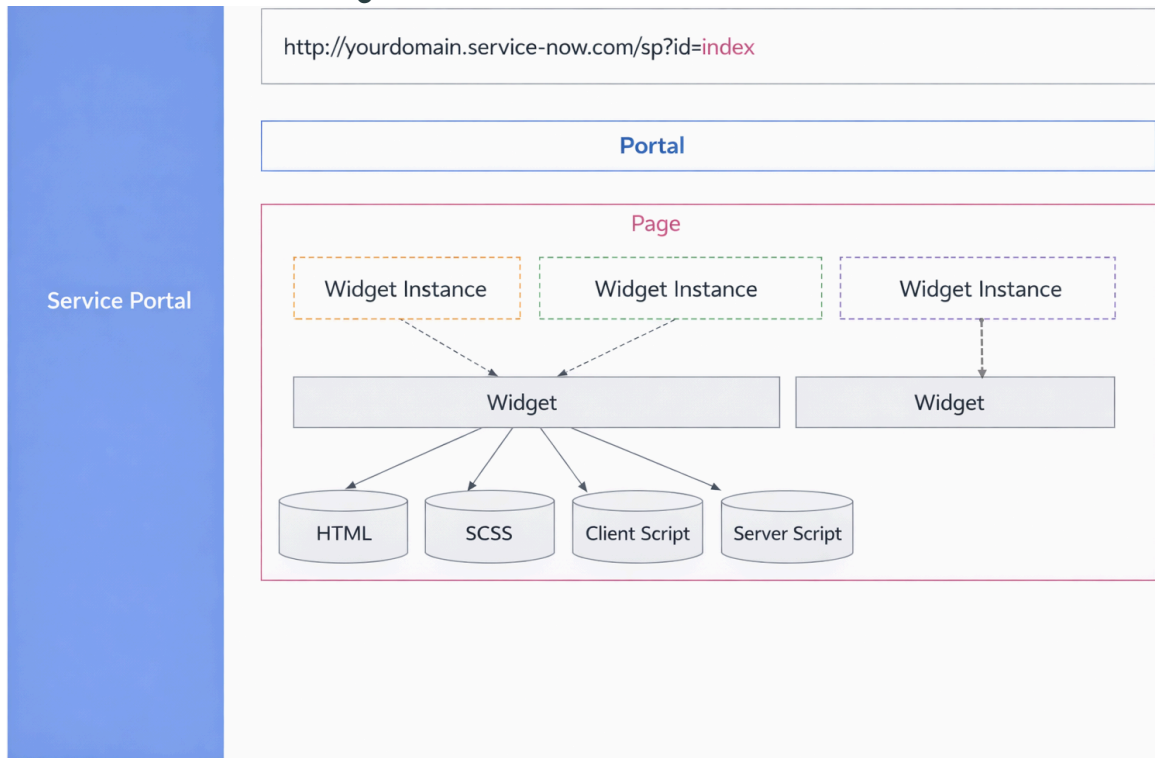 http://yourdomain.service-now.com/sp?id=index
Portal
Page
Widget Instance
Widget Instance
Widget Instance
Service Portal
Widget
Widget
HTML
SCSS
Client Script
Server Script